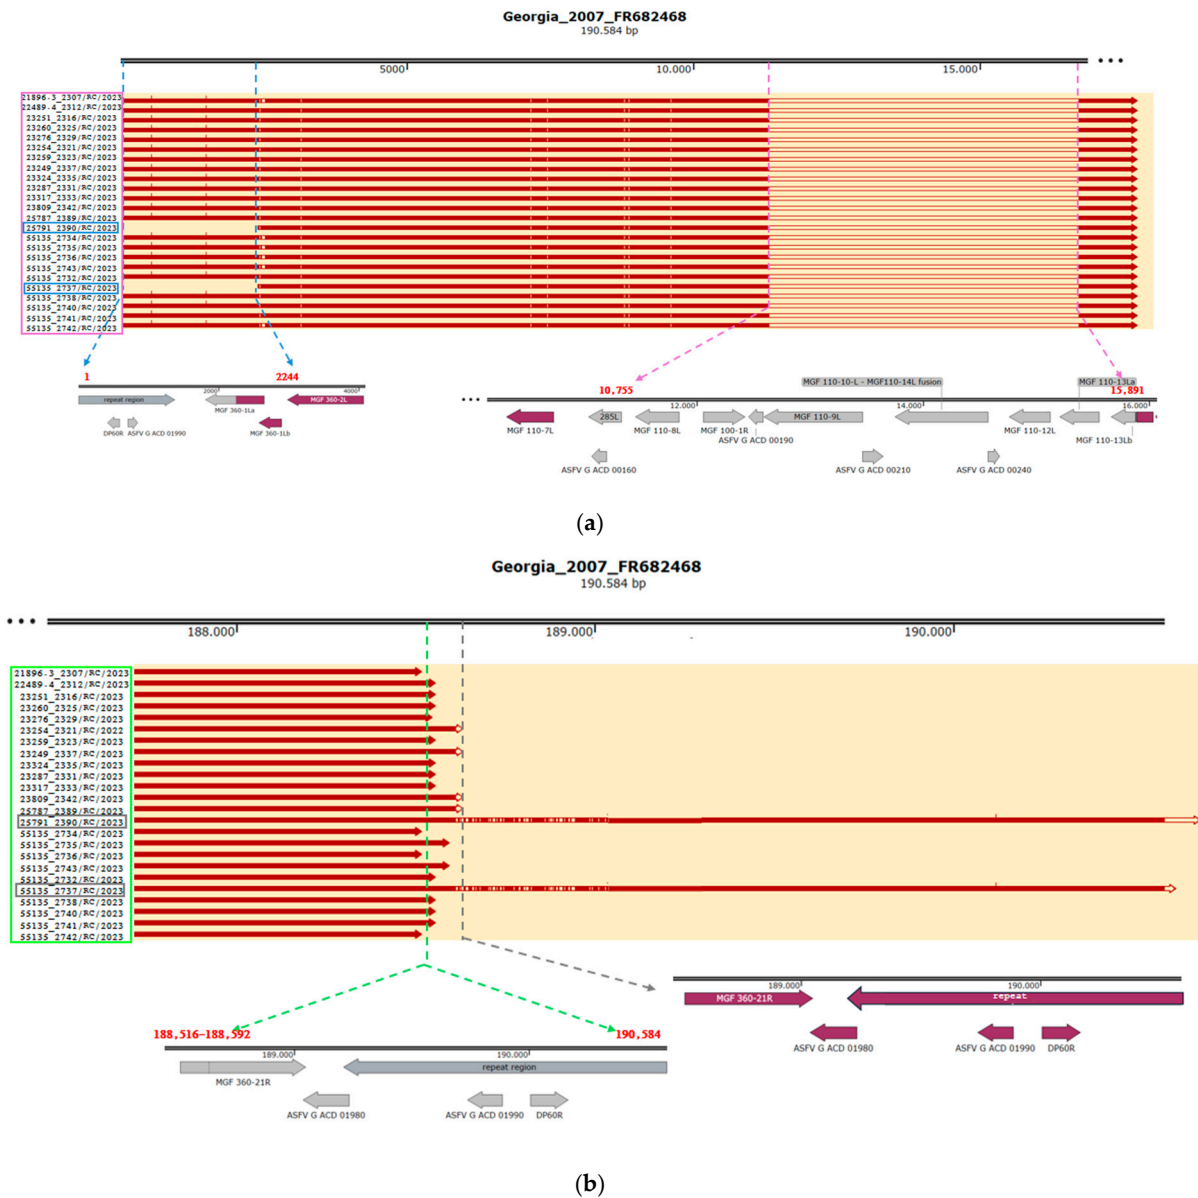 Georgia_2007_FR682468
190.584 bp
5000
10.000
15.000
21896-3_2307/RC/2023
22489-4_2312/RC/2023
23251_2316/RC/2023
23260_2325/RC/2023
23276_2329/RC/2023
23254_2321/RC/2023
23259_2323/RC/2023
23249_2337/RC/2023
23324_2335/RC/2023
23287_2331/RC/2023
23317_2333/RC/2023
23809_2342/RC/2023
25787_2389/RC/2023
25791_2390/RC/2023
55135_2734/RC/2023
55135_2735/RC/2023
55135_2736/RC/2023
55135_2743/RC/2023
55135_2732/RC/2023
55135_2737/RC/2023
55135_2738/RC/2023
55135_2740/RC/2023
55135_2741/RC/2023
55135_2742/RC/2023
1
2244
2000
4000
repeat region
MGF 360-1La
MGF 360-2L
DP60R
ASFV G ACD 01990
MGF 360-1Lb
MGF 110-10-L - MGF110-14L fusion
MGF 110-13La
10,755
15,891
12.000
14.000
16.000
285L
MGF 110-9L
MGF 110-7L
MGF 110-8L
MGF 100-1R
MGF 110-12L
ASFV G ACD 00190
MGF 110-13Lb
ASFV G ACD 00160
ASFV G ACD 00210
ASFV G ACD 00240
(a)
Georgia_2007_FR682468
190.584 bp
188.000
189.000
190.000
21896-3_2307/RC/2023
22489-4_2312/RC/2023
23251_2316/RC/2023
23260_2325/RC/2023
23276_2329/RC/2023
23254_2321/RC/2022
23259_2323/RC/2023
23249_2337/RC/2023
23324_2335/RC/2023
23287_2331/RC/2023
23317_2333/RC/2023
23809_2342/RC/2023
25787_2389/RC/2023
25791_2390/RC/2023
55135_2734/RC/2023
55135_2735/RC/2023
55135_2736/RC/2023
55135_2743/RC/2023
55135_2732/RC/2023
55135_2737/RC/2023
55135_2738/RC/2023
55135_2740/RC/2023
55135_2741/RC/2023
55135_2742/RC/2023
189.000
190.000
MGF 360-21R
repeat
ASFV G ACD 01980
ASFV G ACD 01990
DP60R
188,516-188,592
190,584
189.000
190.000
repeat region
MGF 360-21R
ASFV G ACD 01980
ASFV G ACD 01990
DP60R
(b)